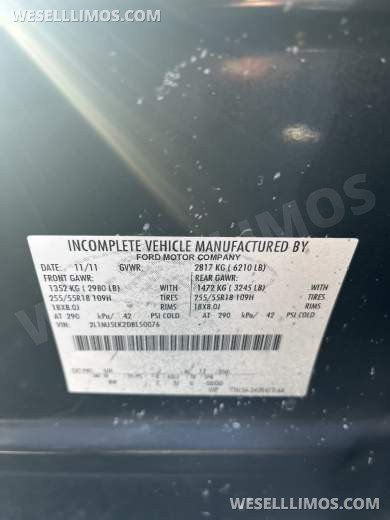 WESELLLIMOS.COM
INCOMPLETE VEHICLE MANUFACTURED BY
FORD MOTOR COMPANY
DATE: 11/11 GVWR: 2817 KG ( 6210 LB)
FRONT GAWR: REAR GAWR:
1352 KG ( 2980 LB) WITH 1472 KG ( 3245 LB) WITH
255/55R18 109H TIRES 255/55R18 109H TIRES
18X8.0J RIMS 18X8.0J RIMS
AT 290 kPa/ 42 PSI COLD AT 290 kPa/ 42 PSI COLD
VIN:
WESELLLIMOS
WESELLLIMOS.COM